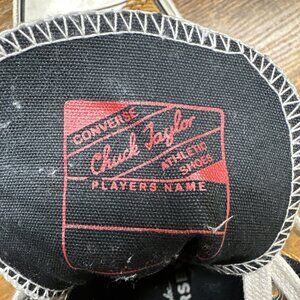 CONVERSE
Chuck Taylor
ATHLETIC
SHOES
PLAYERS NAME